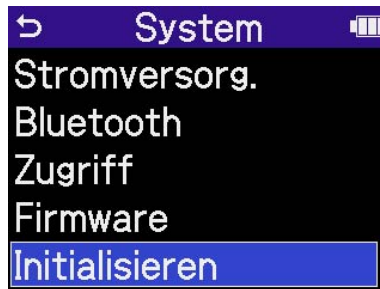 System
Stromversorg.
Bluetooth
Zugriff
Firmware
Initialisieren